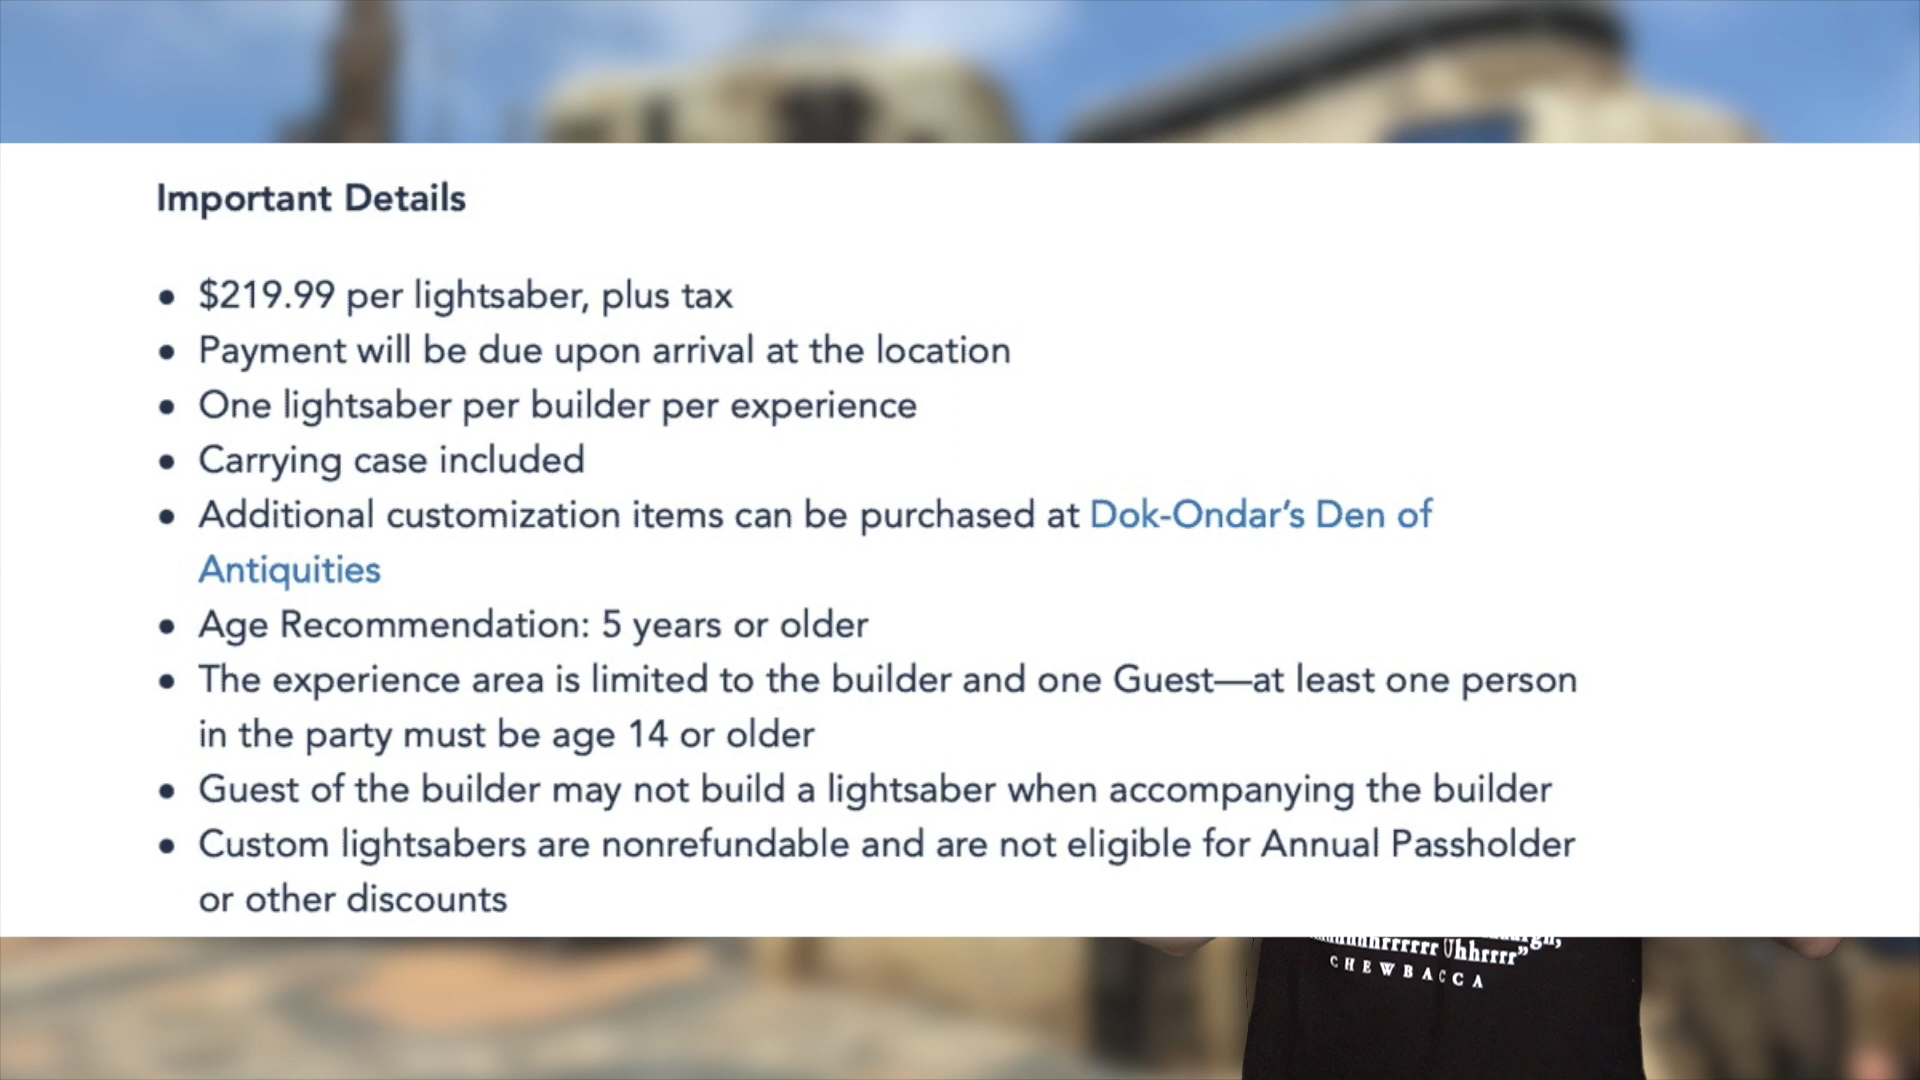 Important Details
• $219.99 per lightsaber, plus tax
• Payment will be due upon arrival at the location
• One lightsaber per builder per experience
• Carrying case included
• Additional customization items can be purchased at Dok-Ondar’s Den of
Antiquities
• Age Recommendation: 5 years or older
• The experience area is limited to the builder and one Guest—at least one person
in the party must be age 14 or older
• Guest of the builder may not build a lightsaber when accompanying the builder
• Custom lightsabers are nonrefundable and are not eligible for Annual Passholder
or other discounts
Uhhrrrr”
CHEWBACCA